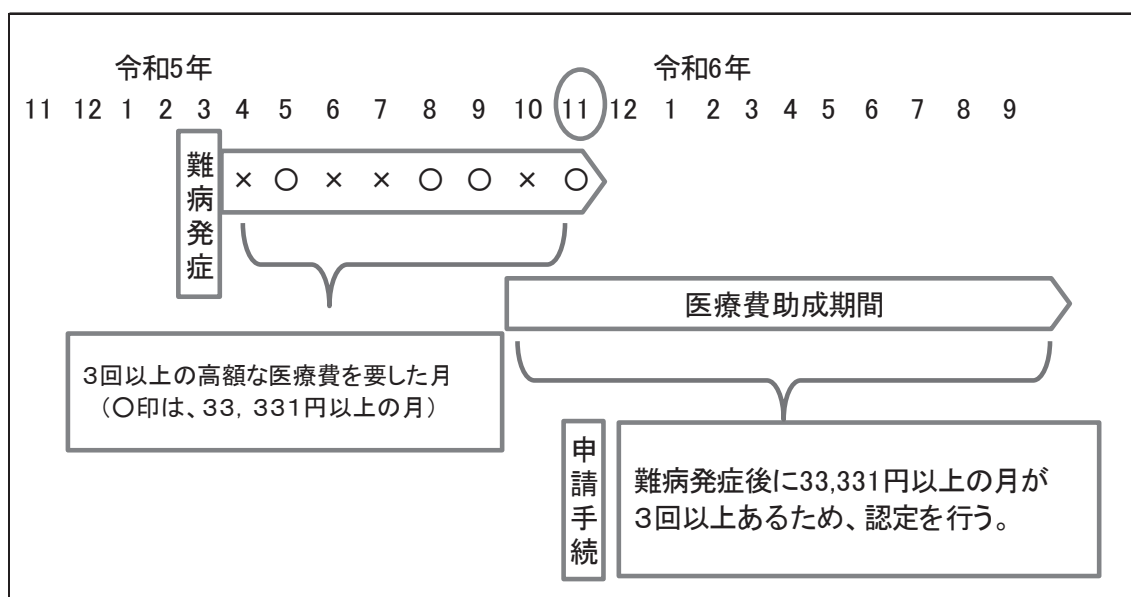 令和5年 令和6年
11 12 1 2 3 4 5 6 7 8 9 10 11 12 1 2 3 4 5 6 7 8 9
難病発症
× ○ × × ○ ○ × ○
医療費助成期間
3回以上の高額な医療費を要した月
(○印は、33,331円以上の月)
申請手続
難病発症後に33,331円以上の月が
3回以上あるため、認定を行う。